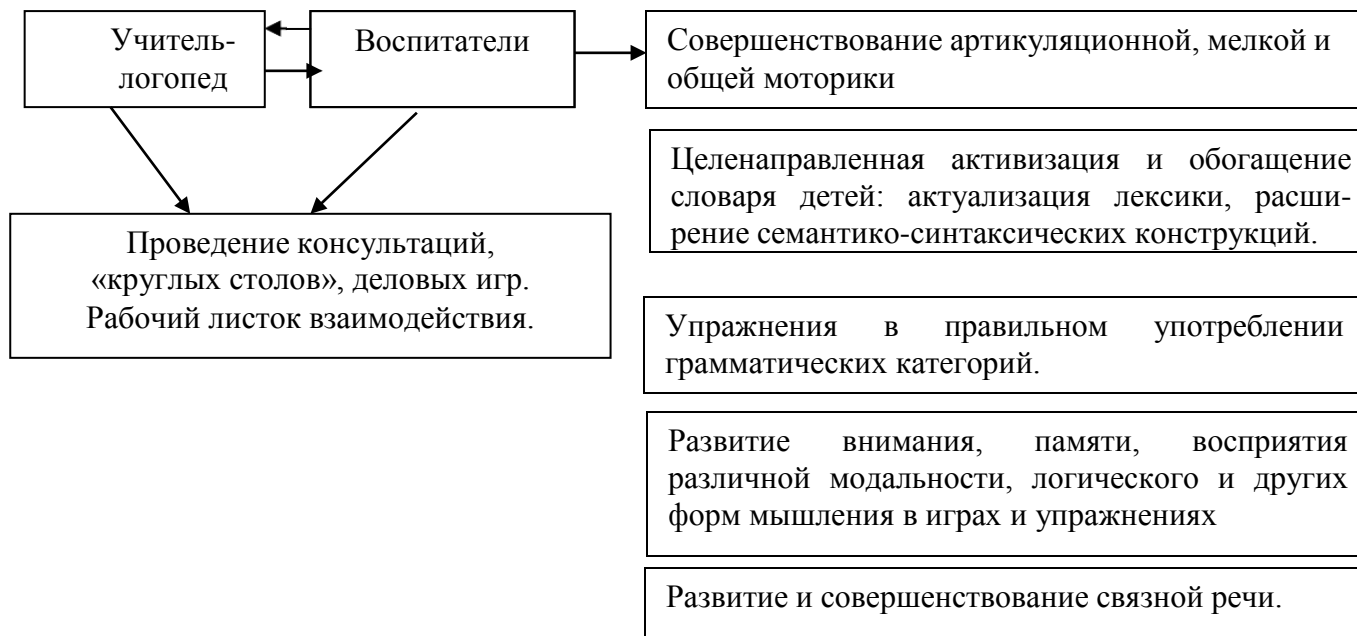 Учитель-
логопед
Воспитатели
Совершенствование артикуляционной, мелкой и
общей моторики
Целенаправленная активизация и обогащение
словаря детей: актуализация лексики, расши-
рение семантико-синтаксических конструкций.
Проведение консультаций,
«круглых столов», деловых игр.
Рабочий листок взаимодействия.
Упражнения в правильном употреблении
грамматических категорий.
Развитие внимания, памяти, восприятия
различной модальности, логического и других
форм мышления в играх и упражнениях
Развитие и совершенствование связной речи.